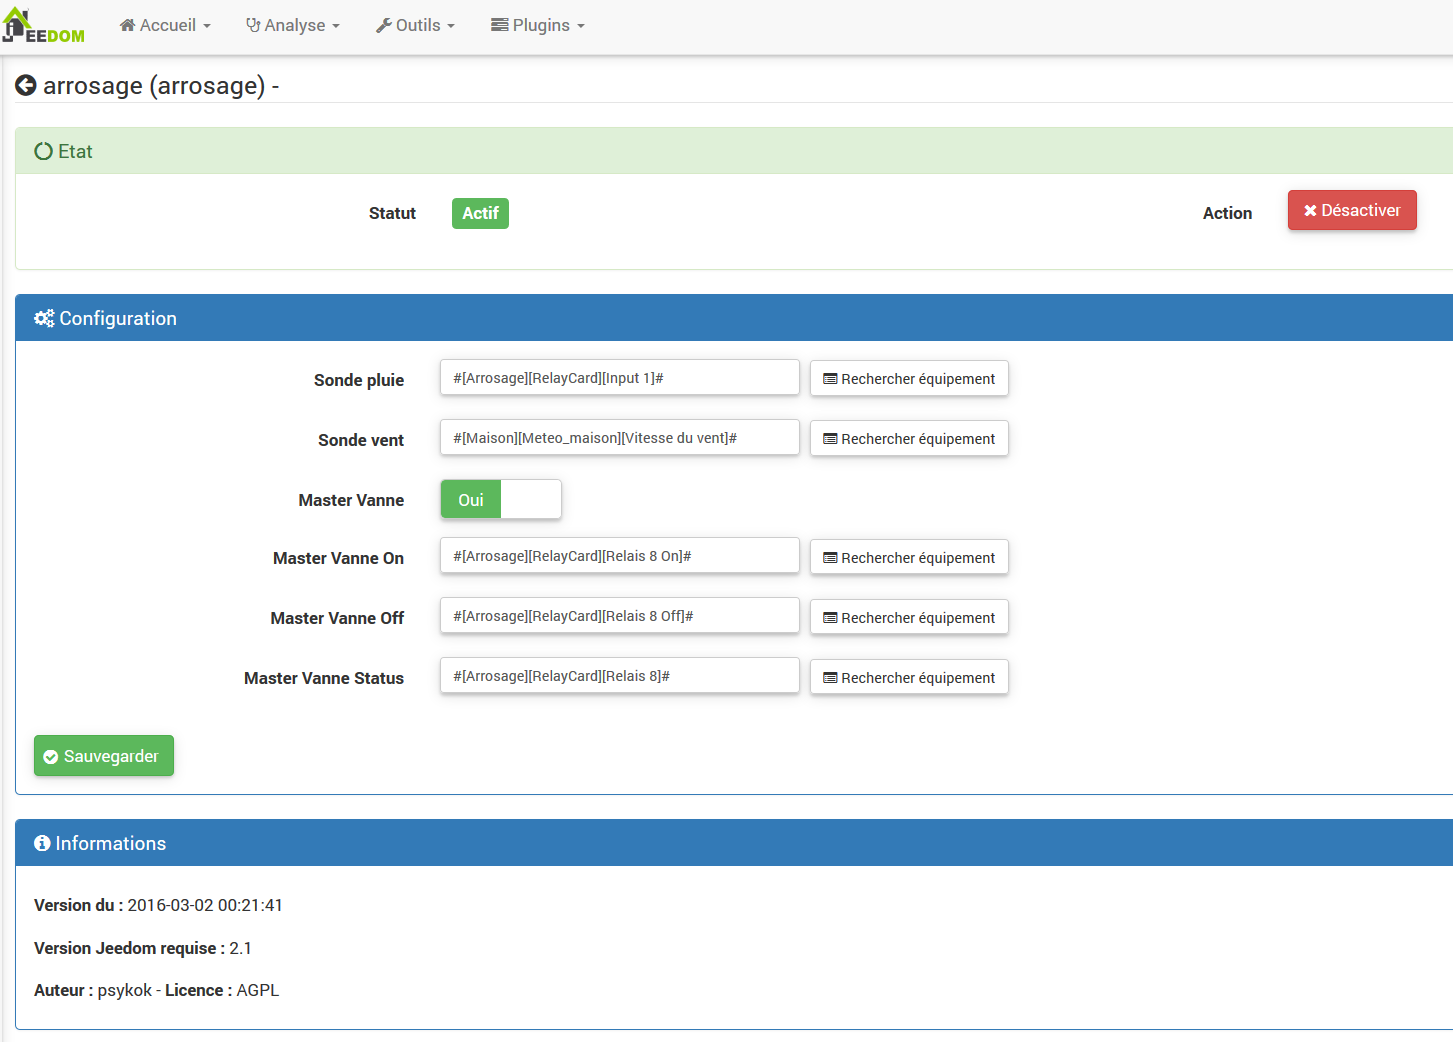 JEEDOM Accueil Analyse Outils Plugins
arrosage (arrosage) -
Etat
Statut Actif Action Désactiver
Configuration
Sonde pluie #[Arrosage][RelayCard][Input 1]# Rechercher équipement
Sonde vent #[Maison][Meteo_maison][Vitesse du vent]# Rechercher équipement
Master Vanne Oui
Master Vanne On #[Arrosage][RelayCard][Relais 8 On]# Rechercher équipement
Master Vanne Off #[Arrosage][RelayCard][Relais 8 Off]# Rechercher équipement
Master Vanne Status #[Arrosage][RelayCard][Relais 8]# Rechercher équipement
Sauvegarder
Informations
Version du : 2016-03-02 00:21:41
Version Jeedom requise : 2.1
Auteur : psykok - Licence : AGPL